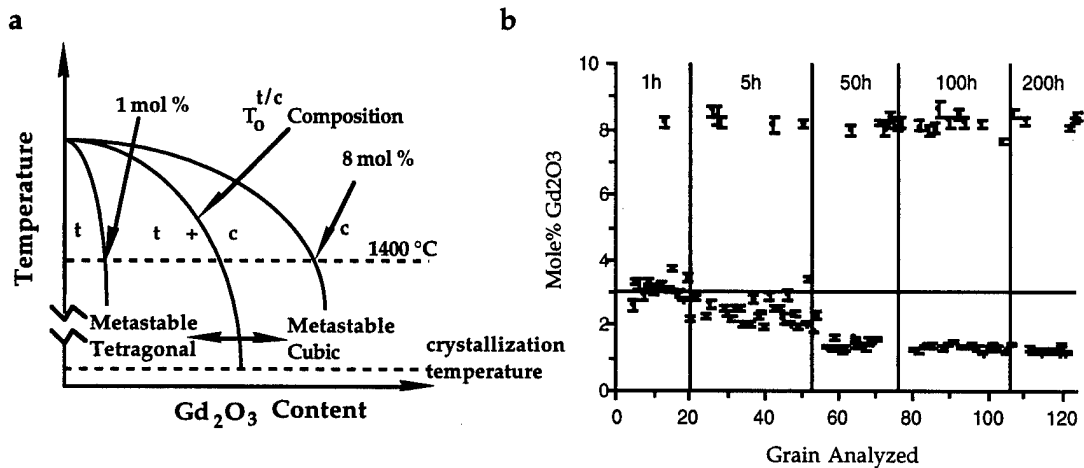 a
Temperature
1 mol %
T₀ᵗ/ᶜ Composition
8 mol %
t
t + c
c
1400 °C
Metastable Tetragonal
Metastable Cubic
crystallization temperature
Gd₂O₃ Content
b
Mole% Gd2O3
10
8
6
4
2
0
1h
5h
50h
100h
200h
0
20
40
60
80
100
120
Grain Analyzed